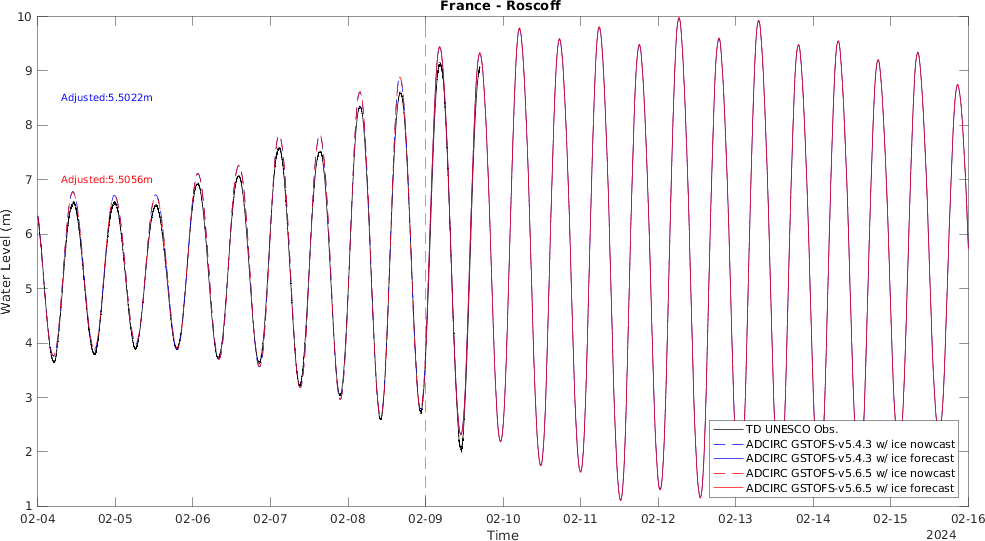 France - Roscoff
10
9
8
7
6
5
4
3
2
1
Water Level (m)
Adjusted:5.5022m
Adjusted:5.5056m
TD UNESCO Obs.
ADCIRC GSTOFS-v5.4.3 w/ ice nowcast
ADCIRC GSTOFS-v5.4.3 w/ ice forecast
ADCIRC GSTOFS-v5.6.5 w/ ice nowcast
ADCIRC GSTOFS-v5.6.5 w/ ice forecast
02-04 02-05 02-06 02-07 02-08 02-09 02-10 02-11 02-12 02-13 02-14 02-15 02-16
Time
2024